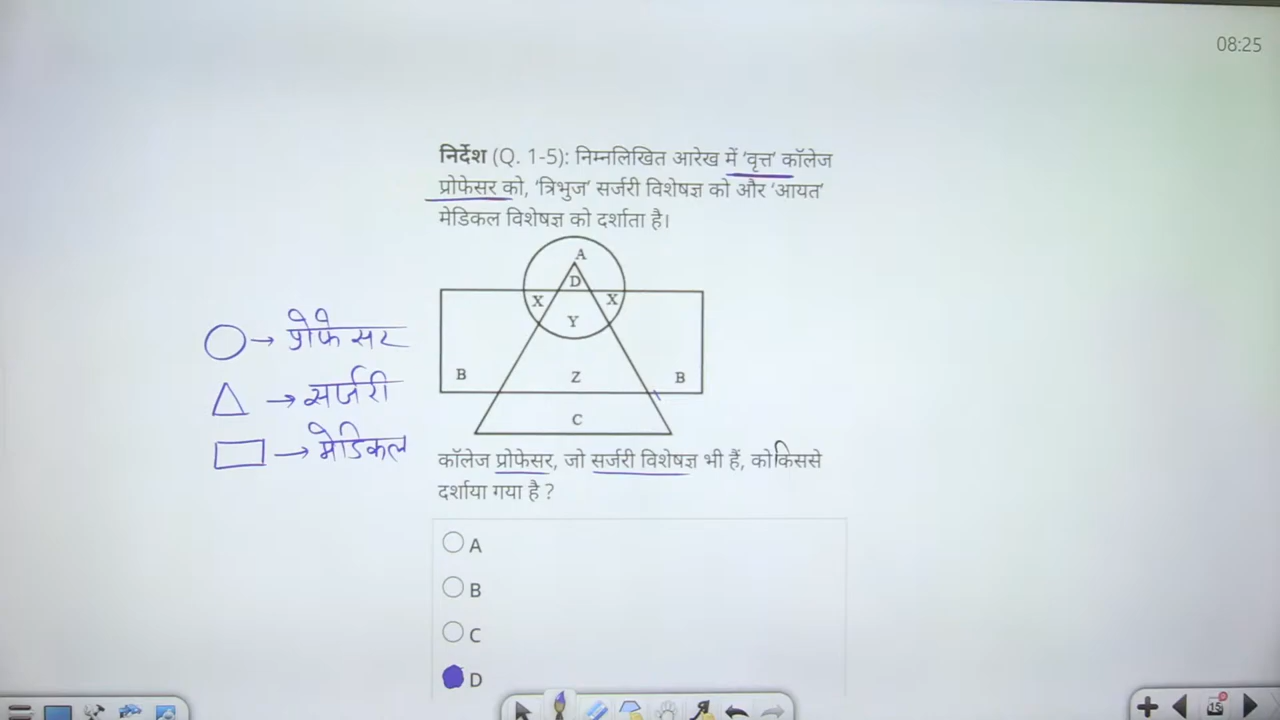 08:25
निर्देश (Q. 1-5): निम्नलिखित आरेख में 'वृत्त' कॉलेज
प्रोफेसर को, 'त्रिभुज' सर्जरी विशेषज्ञ को और 'आयत'
मेडिकल विशेषज्ञ को दर्शाता है।
A
D
X X
Y
B Z B
C
→ प्रोफेसर
→ सर्जरी
→ मेडिकल
कॉलेज प्रोफेसर, जो सर्जरी विशेषज्ञ भी हैं, कोकिससे
दर्शाया गया है ?
A
B
C
D
15